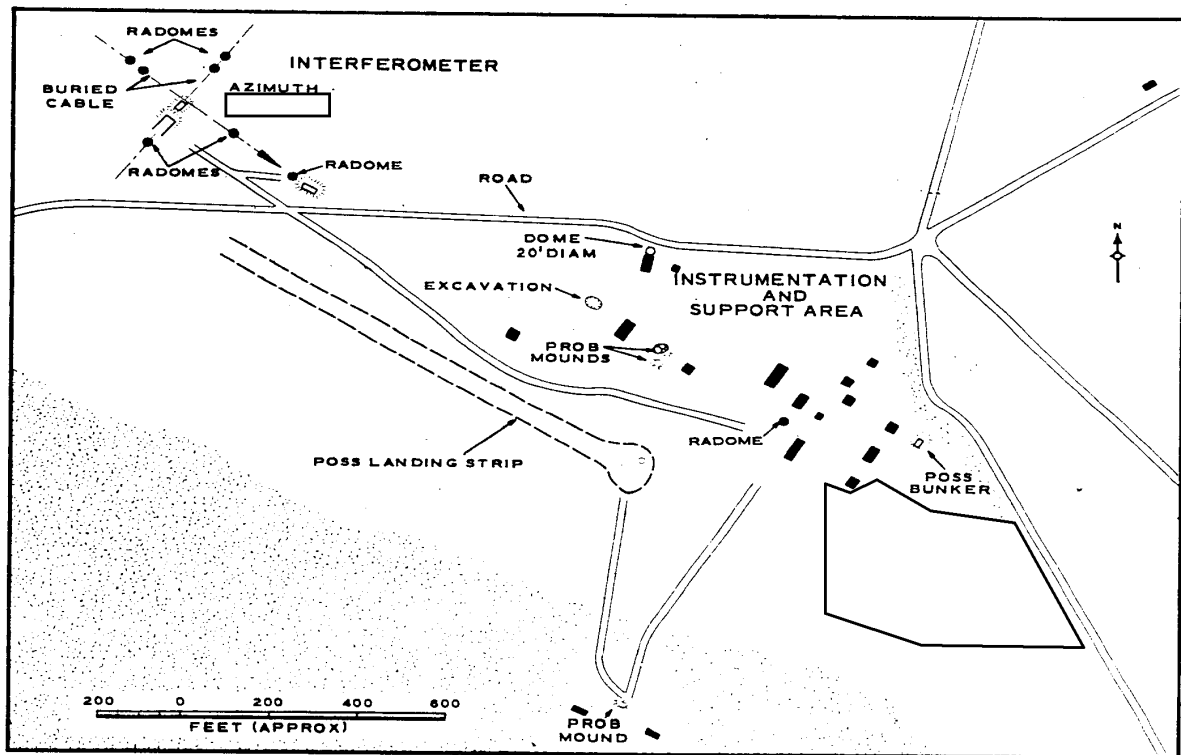 RADOMES
INTERFEROMETER
BURIED
CABLE
AZIMUTH
RADOMES
RADOME
ROAD
N
DOME
20' DIAM
INSTRUMENTATION
AND
SUPPORT AREA
EXCAVATION
PROB
MOUNDS
RADOME
POSS LANDING STRIP
POSS
BUNKER
200 0 200 400 600
FEET (APPROX)
PROB
MOUND